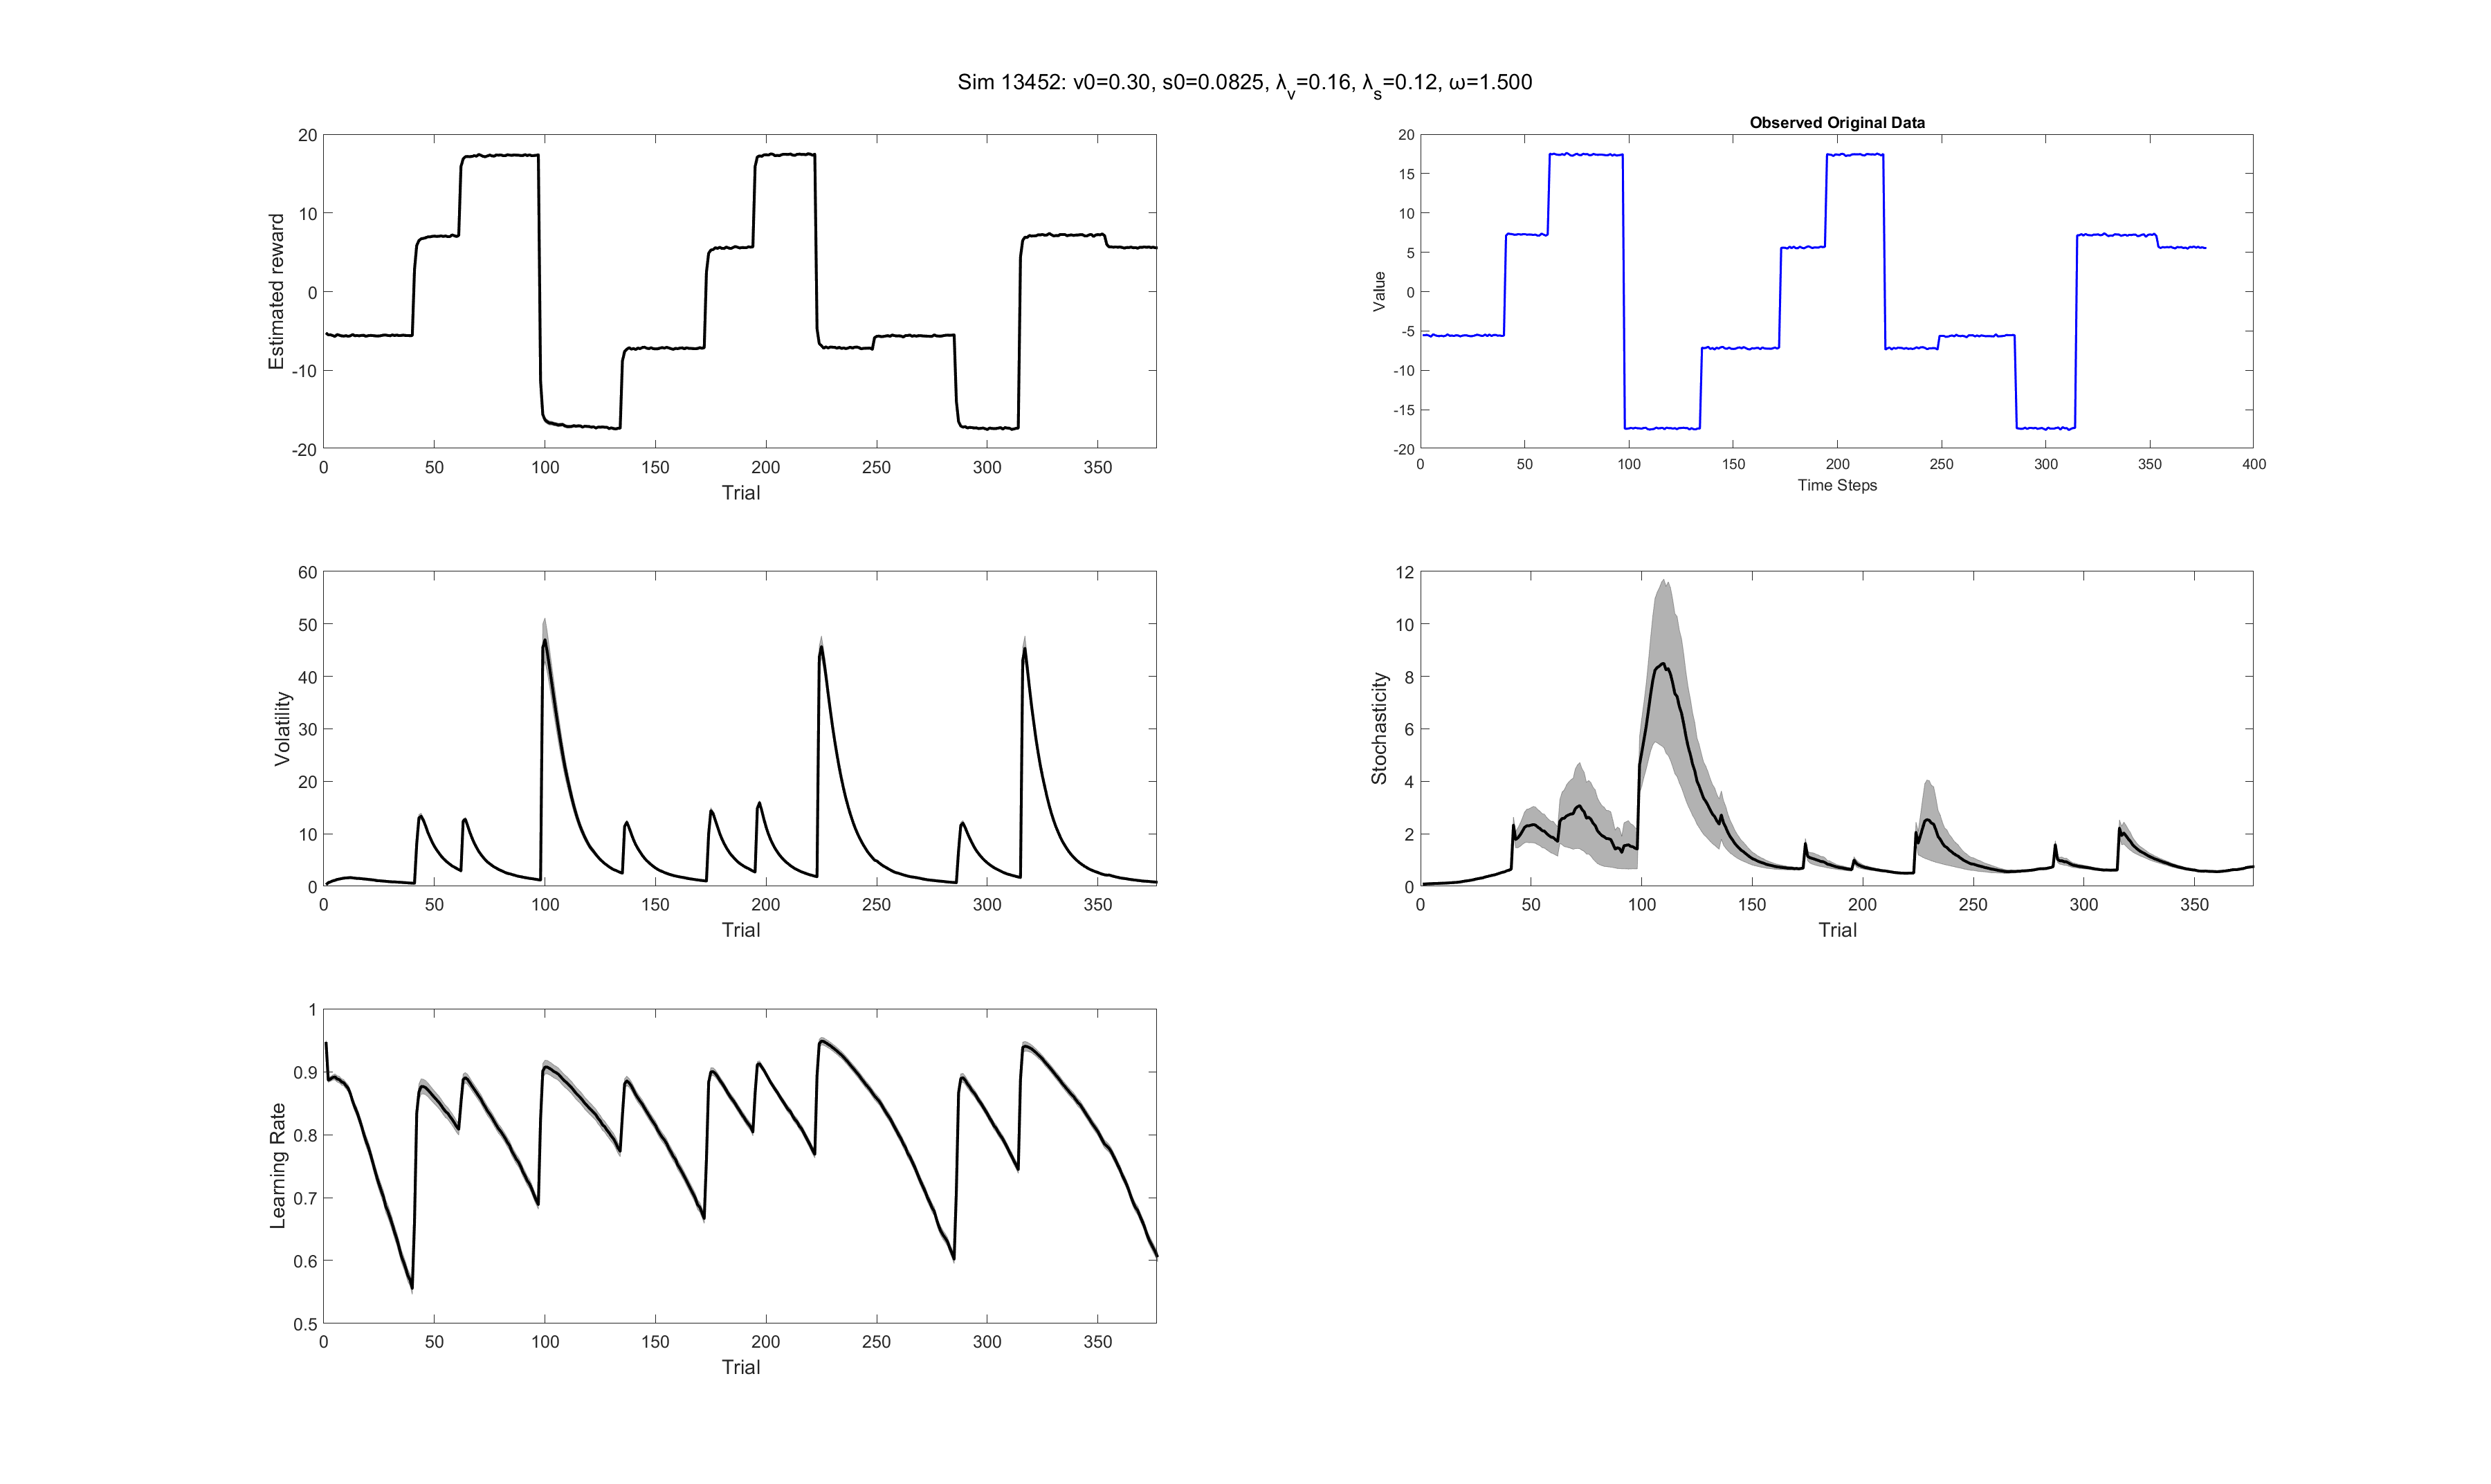 Sim 13452: v0=0.30, s0=0.0825, λv=0.16, λs=0.12, ω=1.500
20
10
0
-10
-20
Estimated reward
0 50 100 150 200 250 300 350
Trial
Observed Original Data
20
15
10
5
0
-5
-10
-15
-20
Value
0 50 100 150 200 250 300 350 400
Time Steps
60
50
40
30
20
10
0
Volatility
0 50 100 150 200 250 300 350
Trial
12
10
8
6
4
2
0
Stochasticity
0 50 100 150 200 250 300 350
Trial
1
0.9
0.8
0.7
0.6
0.5
Learning Rate
0 50 100 150 200 250 300 350
Trial